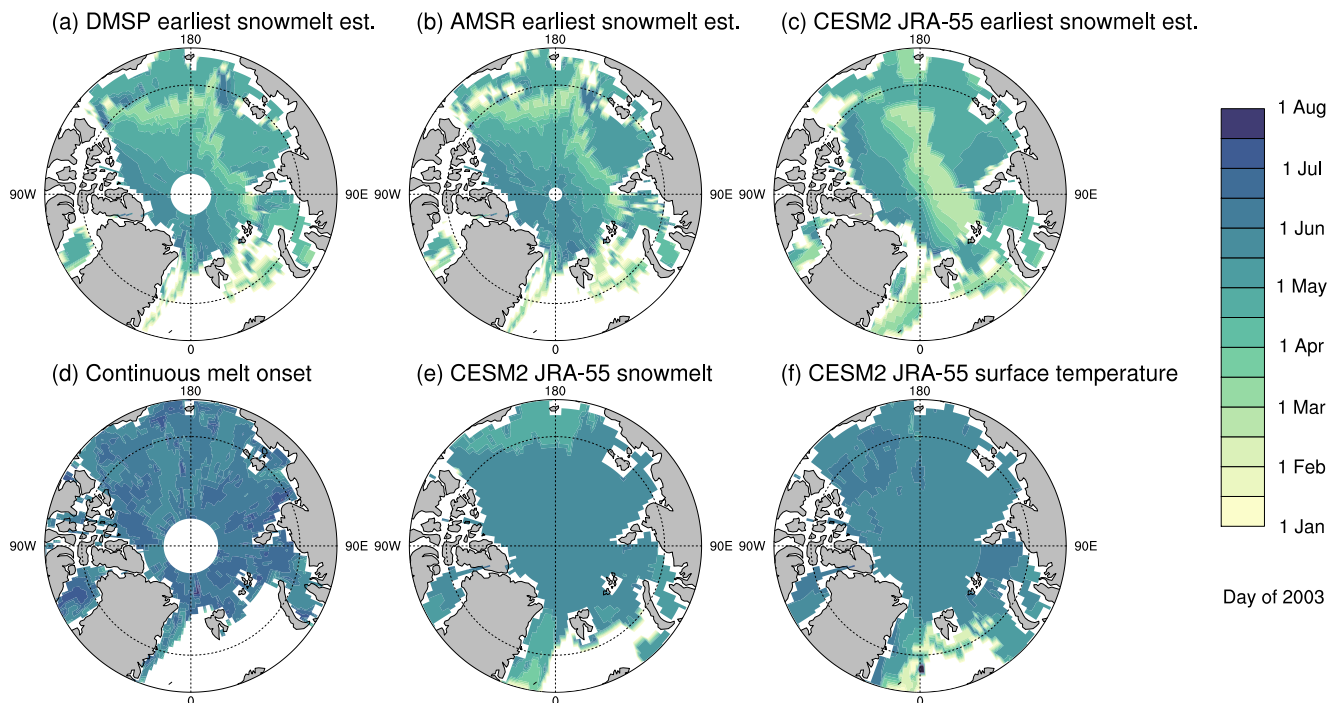 (a) DMSP earliest snowmelt est.
(b) AMSR earliest snowmelt est.
(c) CESM2 JRA-55 earliest snowmelt est.
180
180
180
90W
90W
90W
90E
0
0
0
(d) Continuous melt onset
(e) CESM2 JRA-55 snowmelt
(f) CESM2 JRA-55 surface temperature
180
180
180
90W
90E
90W
90E
90W
90E
0
0
0
1 Aug
1 Jul
1 Jun
1 May
1 Apr
1 Mar
1 Feb
1 Jan
Day of 2003